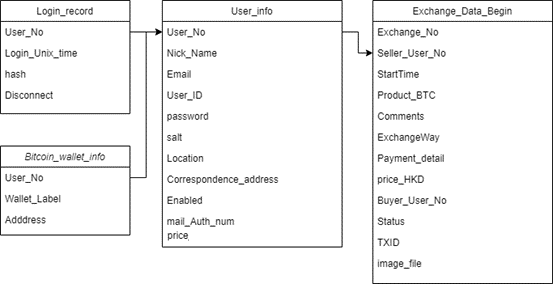 Login_record
User_No
Login_Unix_time
hash
Disconnect
Bitcoin_wallet_info
User_No
Wallet_Label
Adddress
User_info
User_No
Nick_Name
Email
User_ID
password
salt
Location
Correspondence_address
Enabled
mail_Auth_num
price
Exchange_Data_Begin
Exchange_No
Seller_User_No
StartTime
Product_BTC
Comments
ExchangeWay
Payment_detail
price_HKD
Buyer_User_No
Status
TXID
image_file